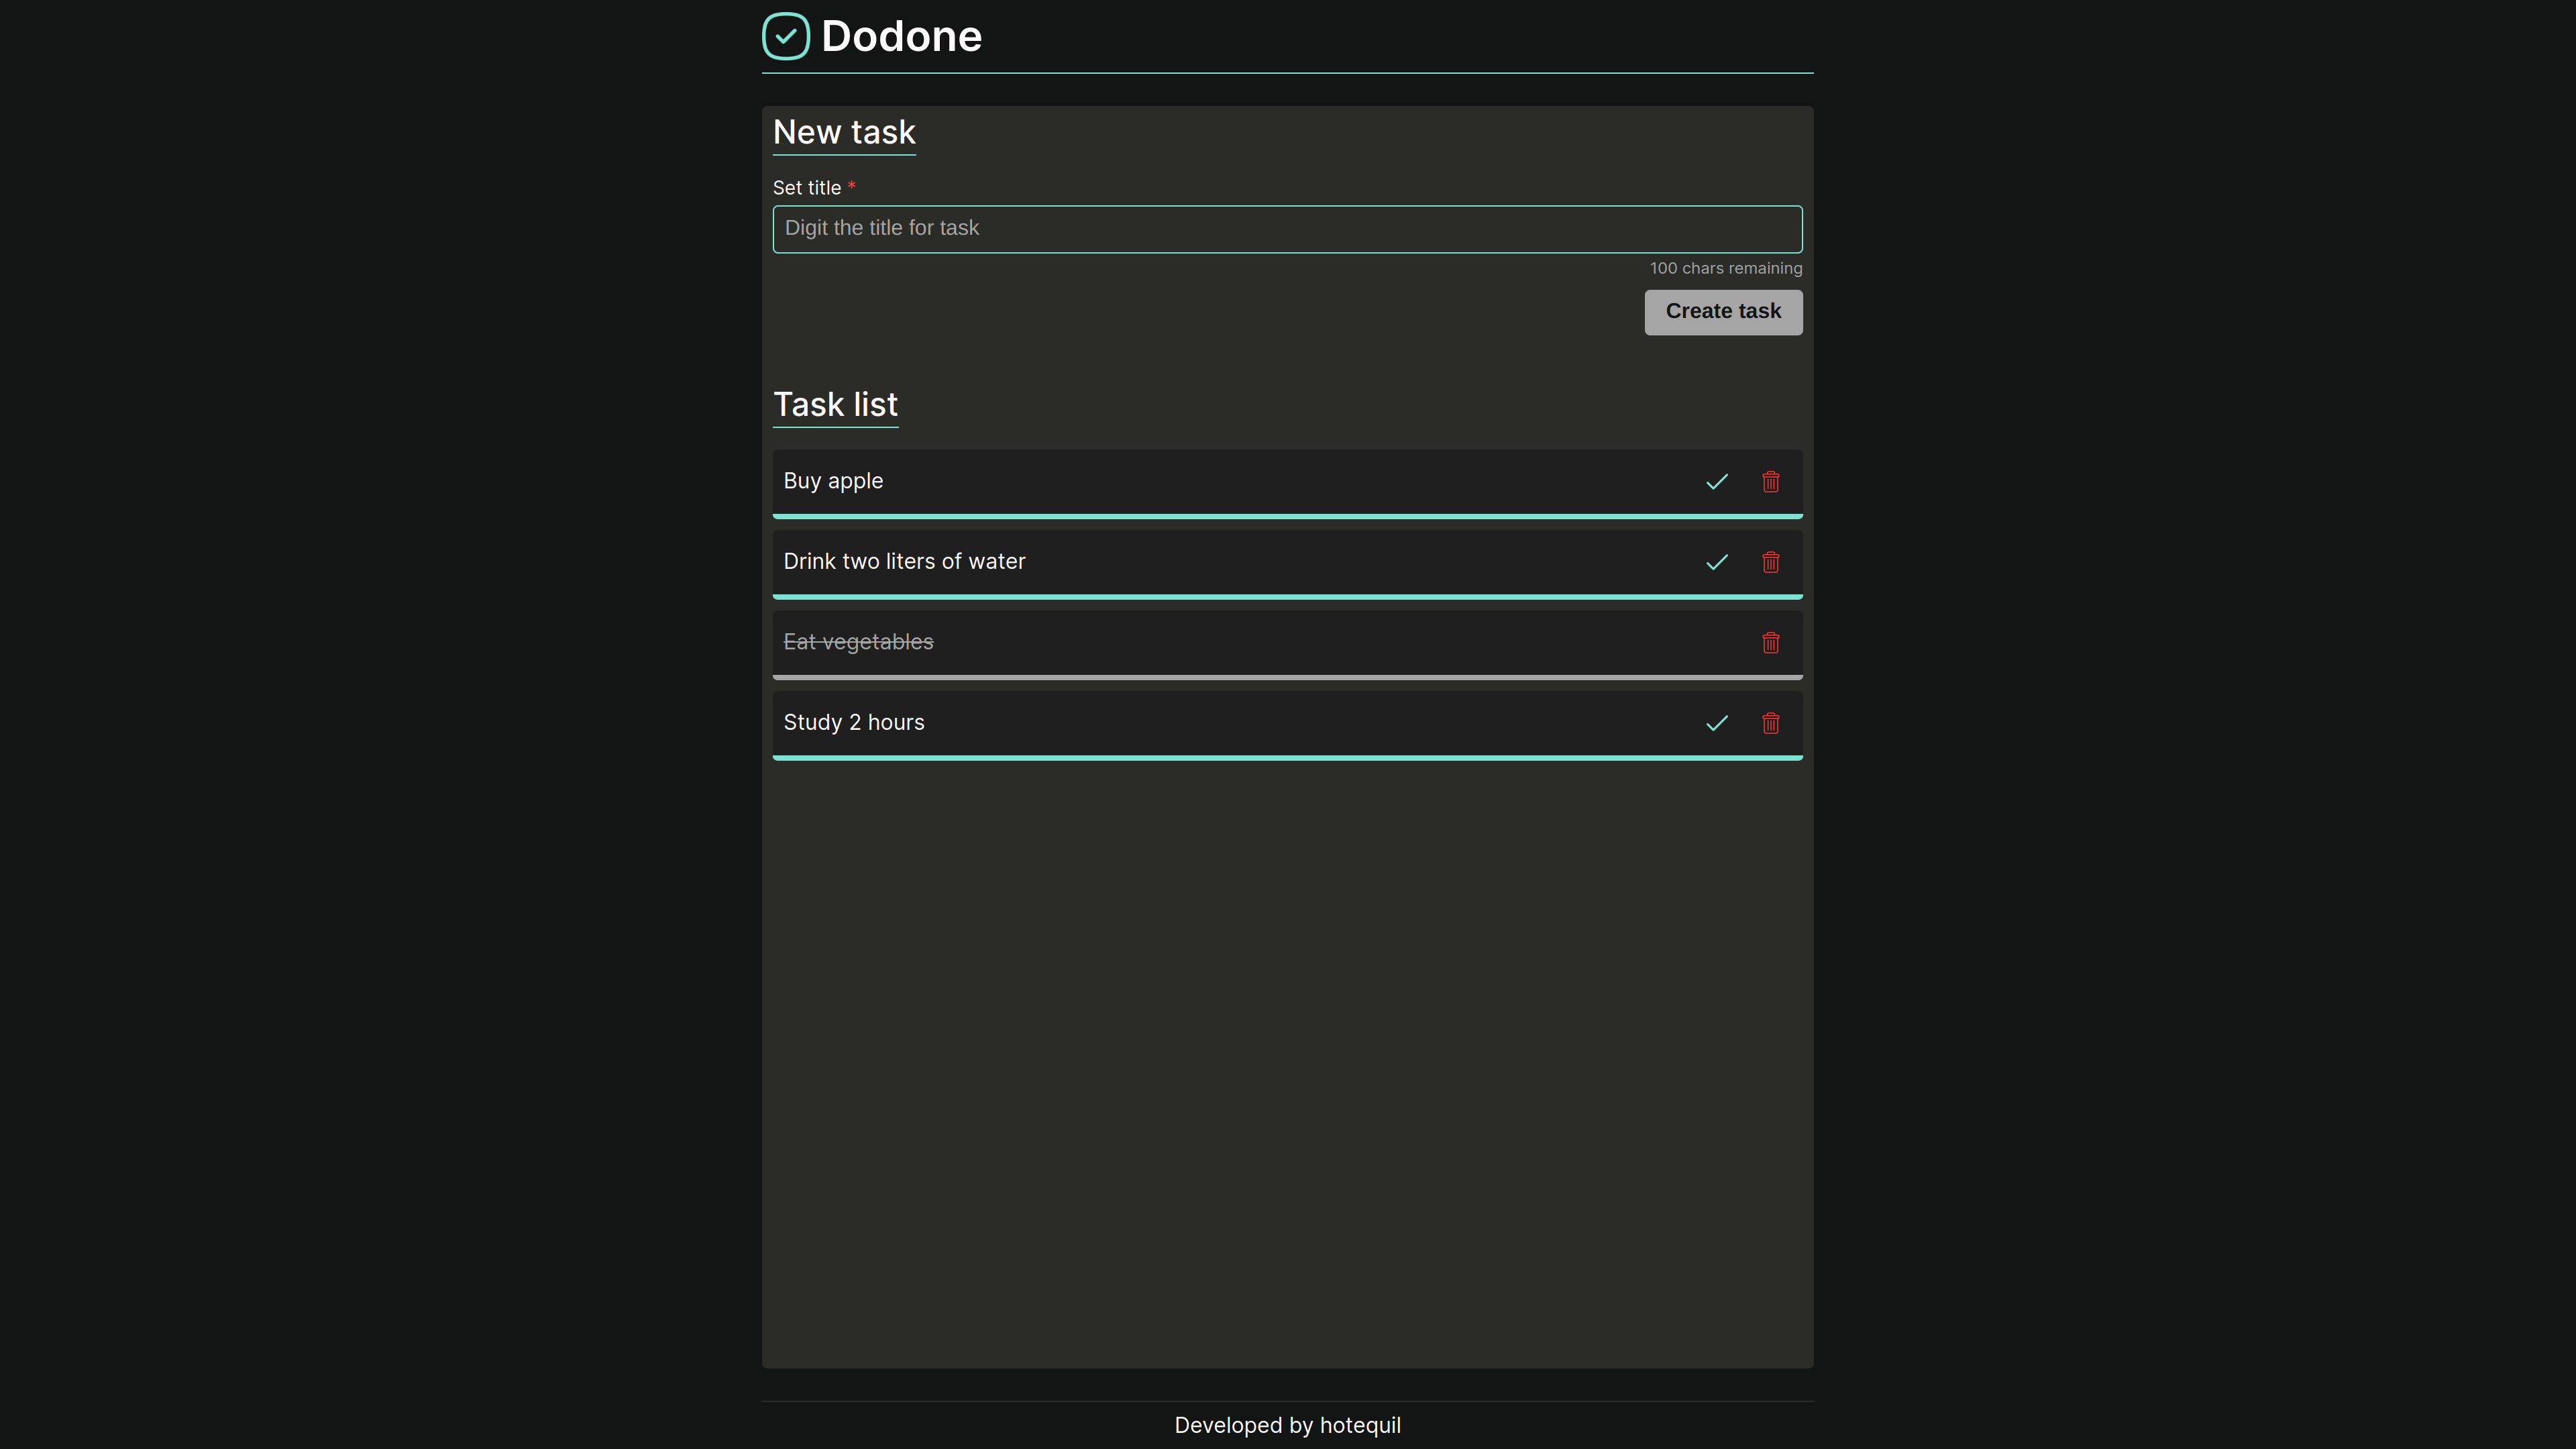 Dodone
New task
Set title *
Digit the title for task
100 chars remaining
Create task
Task list
Buy apple
Drink two liters of water
Eat vegetables
Study 2 hours
Developed by hotequil